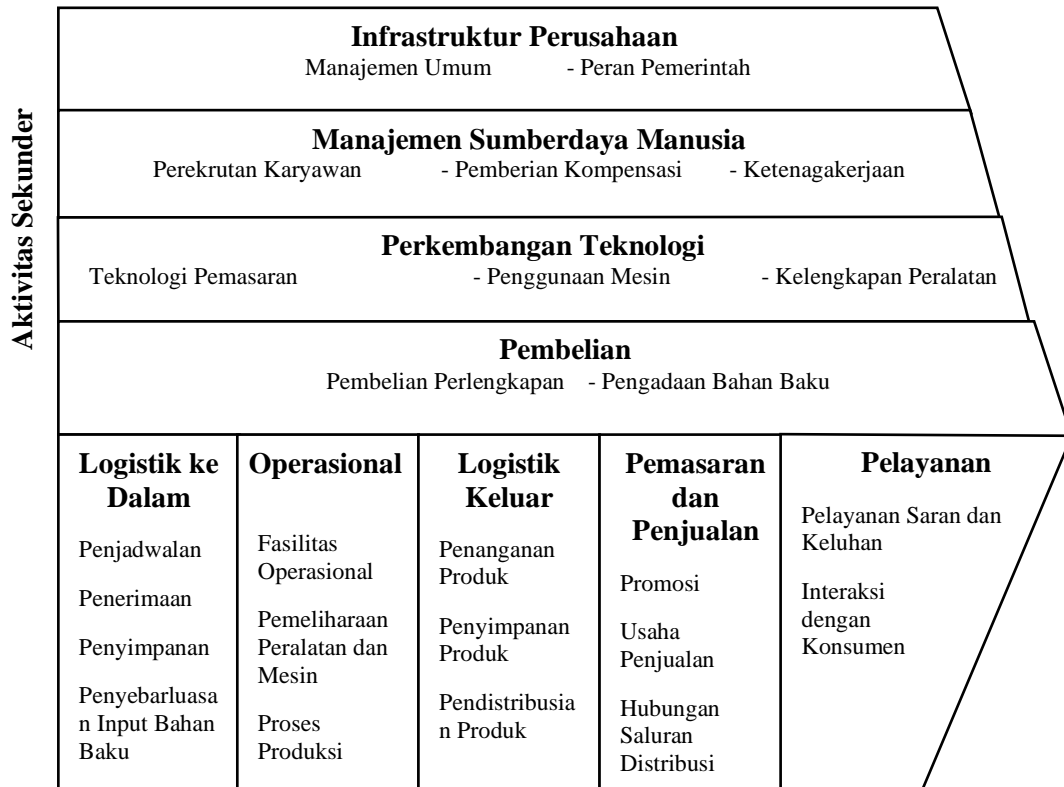 Aktivitas Sekunder
Infrastruktur Perusahaan
Manajemen Umum - Peran Pemerintah
Manajemen Sumberdaya Manusia
Perekrutan Karyawan - Pemberian Kompensasi - Ketenagakerjaan
Perkembangan Teknologi
Teknologi Pemasaran - Penggunaan Mesin - Kelengkapan Peralatan
Pembelian
Pembelian Perlengkapan - Pengadaan Bahan Baku
Logistik ke
Dalam
Penjadwalan
Penerimaan
Penyimpanan
Penyebarluasa
n Input Bahan
Baku
Operasional
Fasilitas
Operasional
Pemeliharaan
Peralatan dan
Mesin
Proses
Produksi
Logistik
Keluar
Penanganan
Produk
Penyimpanan
Produk
Pendistribusia
n Produk
Pemasaran
dan
Penjualan
Promosi
Usaha
Penjualan
Hubungan
Saluran
Distribusi
Pelayanan
Pelayanan Saran dan
Keluhan
Interaksi
dengan
Konsumen